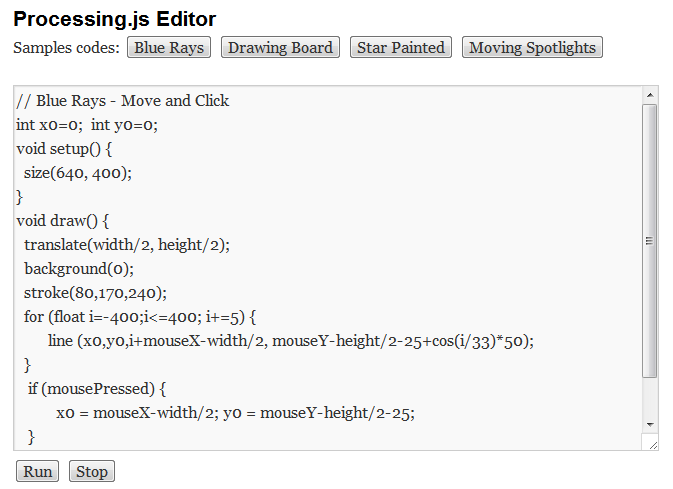 Processing.js Editor
Samples codes: Blue Rays Drawing Board Star Painted Moving Spotlights
// Blue Rays - Move and Click
int x0=0;  int y0=0;
void setup() {
  size(640, 400);
}
void draw() {
  translate(width/2, height/2);
  background(0);
  stroke(80,170,240);
  for (float i=-400;i<=400; i+=5) {
        line (x0,y0,i+mouseX-width/2, mouseY-height/2-25+cos(i/33)*50);
  }
   if (mousePressed) {
          x0 = mouseX-width/2; y0 = mouseY-height/2-25;
   }
Run Stop